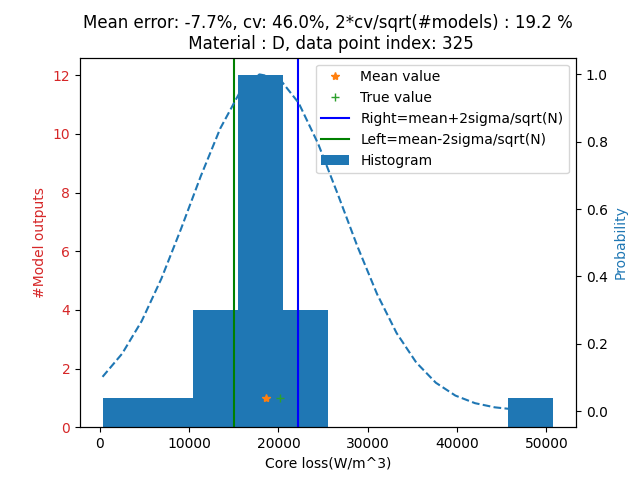 Mean error: -7.7%, cv: 46.0%, 2*cv/sqrt(#models) : 19.2 %
Material : D, data point index: 325
Mean value
True value
Right=mean+2sigma/sqrt(N)
Left=mean-2sigma/sqrt(N)
Histogram
12
10
8
6
4
2
0
#Model outputs
1.0
0.8
0.6
0.4
0.2
0.0
Probability
0 10000 20000 30000 40000 50000
Core loss(W/m^3)